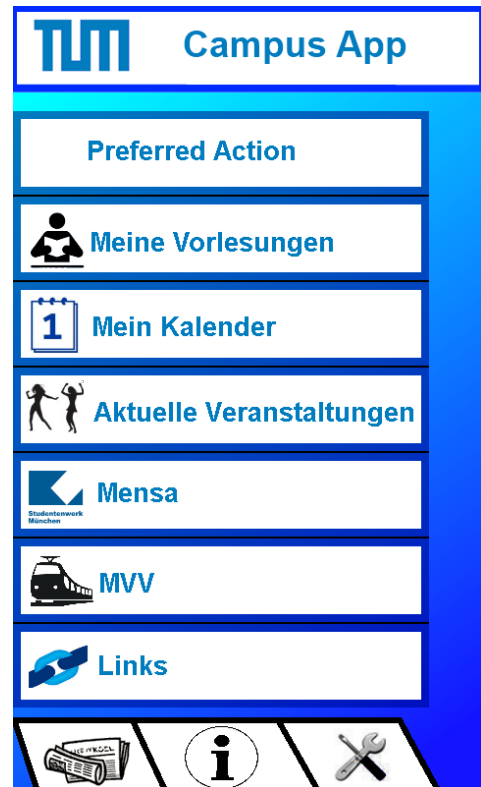 TUM
Campus App
Preferred Action
Meine Vorlesungen
1
Mein Kalender
Aktuelle Veranstaltungen
Studentenwerk
München
Mensa
MVV
Links
i